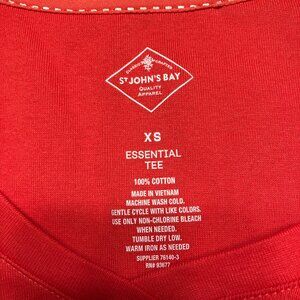 ST JOHN'S BAY
QUALITY
APPAREL
XS
ESSENTIAL
TEE
100% COTTON
MADE IN VIETNAM
MACHINE WASH COLD.
GENTLE CYCLE WITH LIKE COLORS.
USE ONLY NON-CHLORINE BLEACH
WHEN NEEDED.
TUMBLE DRY LOW.
WARM IRON AS NEEDED
SUPPLIER 76140-3
RN# 93677